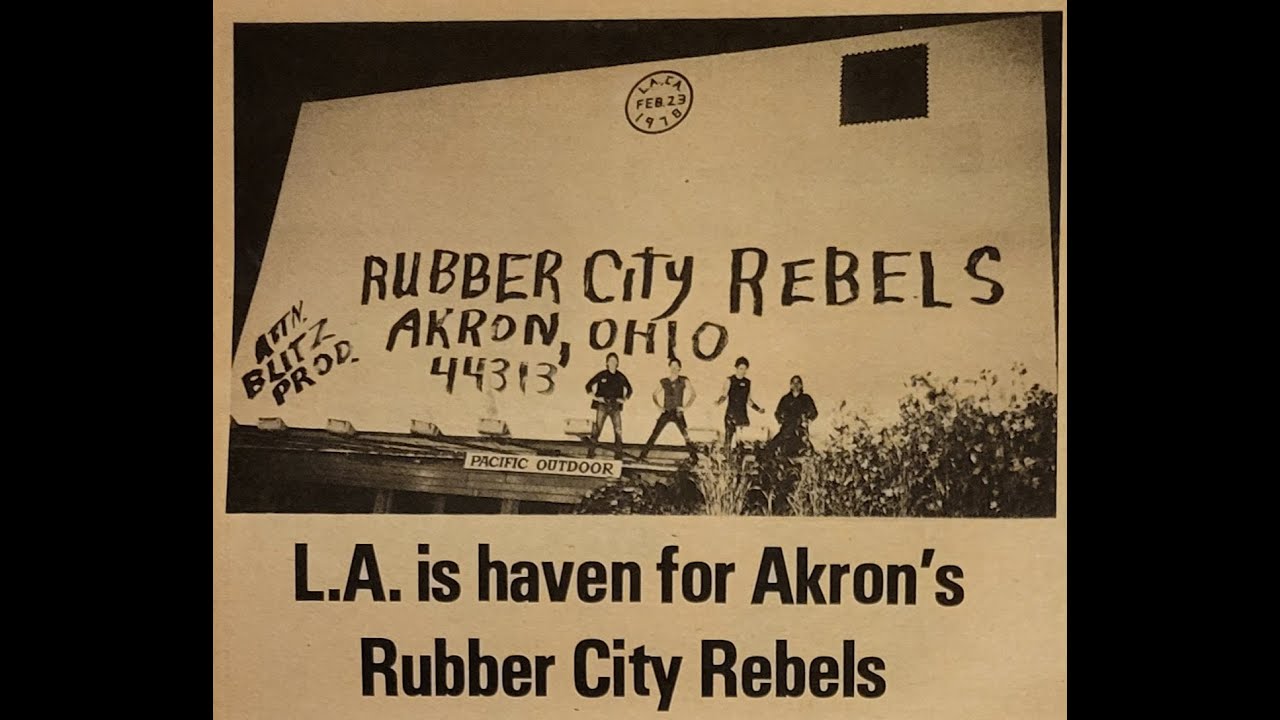 L.A. CA.
FEB. 23
1978
RUBBER CITY REBELS
AKRON, OHIO
44313
ATTN.
BLITZ
PROD.
PACIFIC OUTDOOR
L.A. is haven for Akron's
Rubber City Rebels